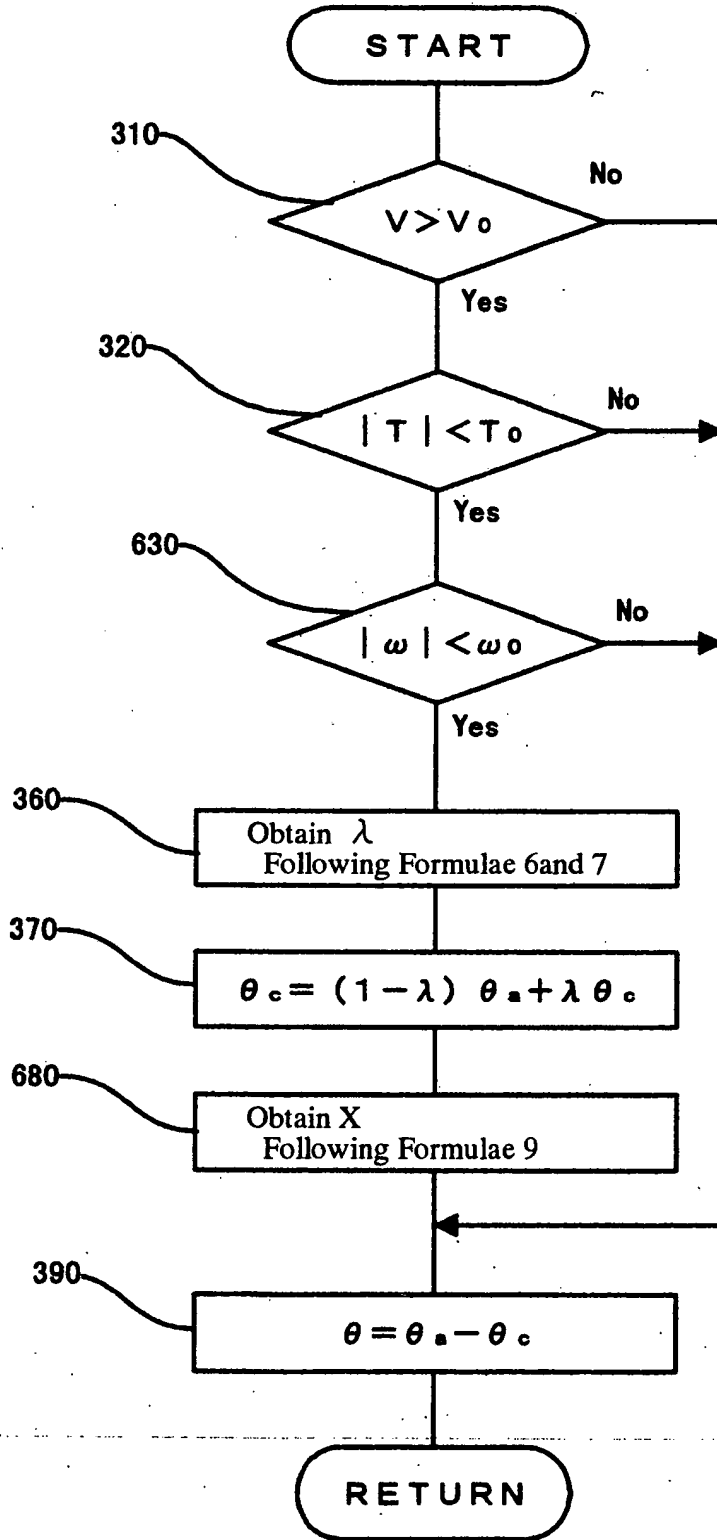 START
310
No
V>V₀
Yes
320
No
|T|<T₀
Yes
630
No
|ω|<ω₀
Yes
360
Obtain λ
Following Formulae 6and 7
370
θc=(1-λ) θa+λ θc
680
Obtain X
Following Formulae 9
390
θ=θa-θc
RETURN